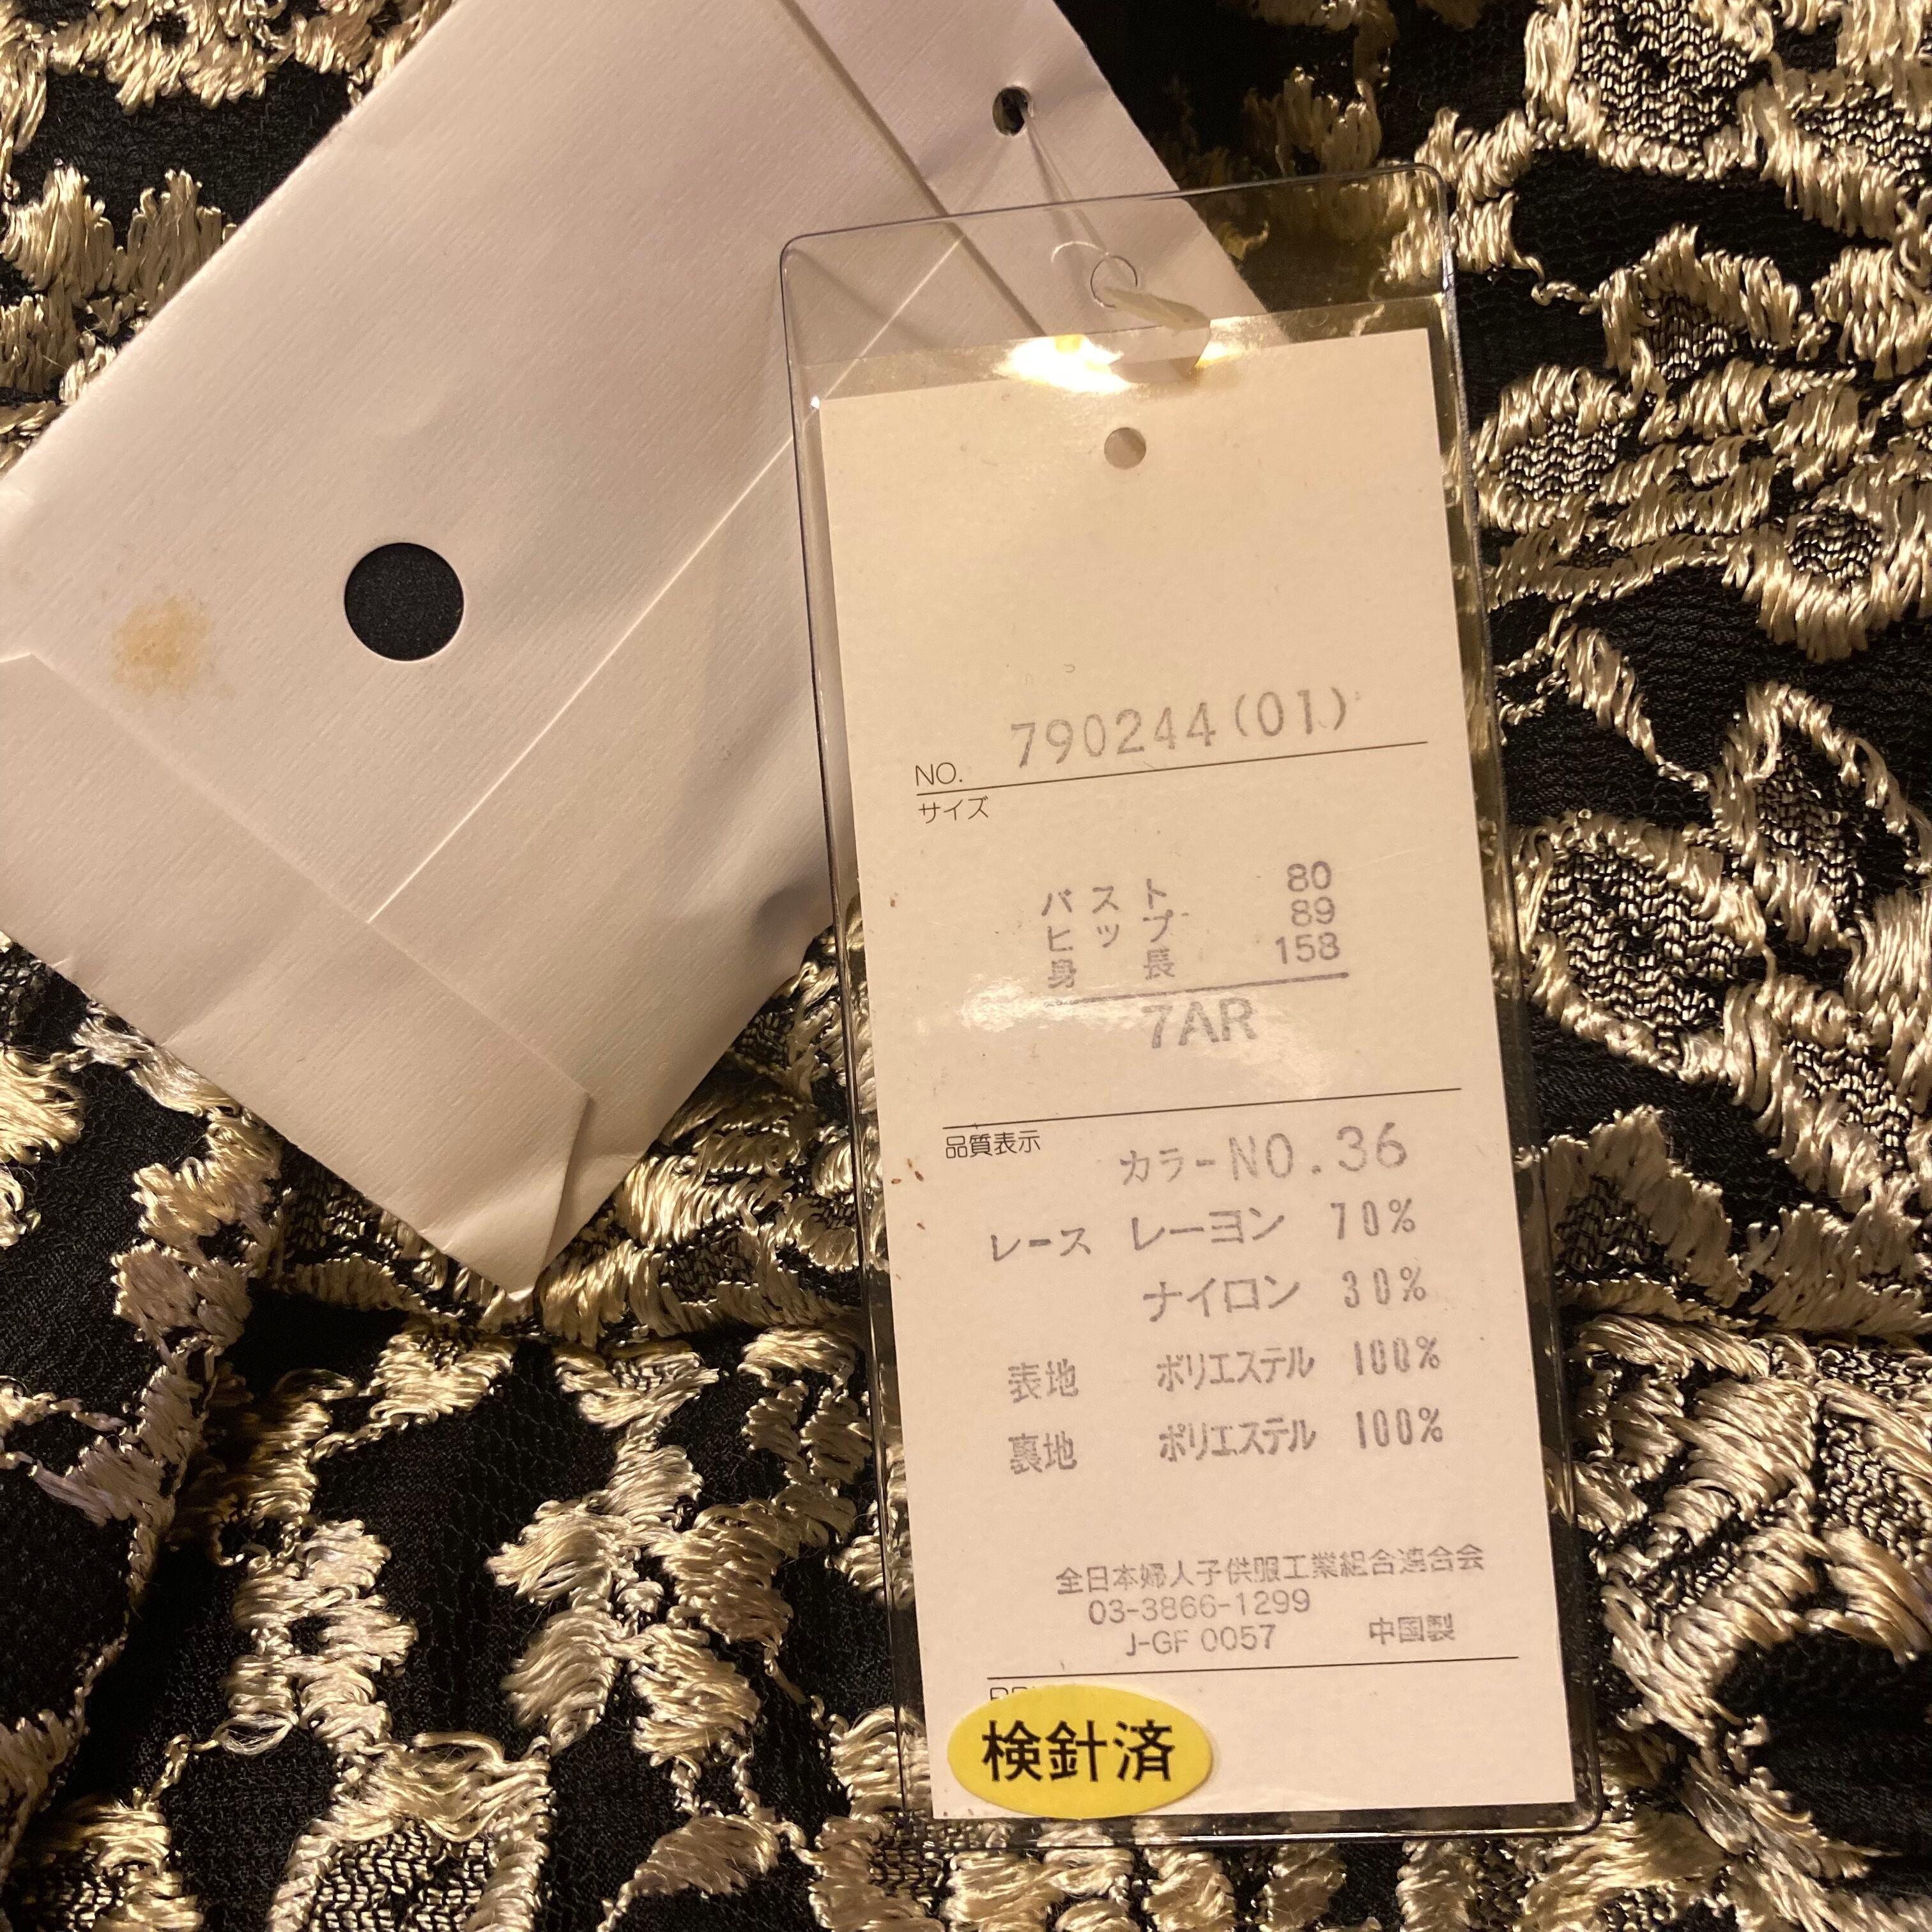 NO. 790244(01)
サイズ
バスト 80
ヒップ 89
身長 158
7AR
品質表示
カラーNO.36
レース レーヨン 70%
ナイロン 30%
表地 ポリエステル 100%
裏地 ポリエステル 100%
全日本婦人子供服工業組合連合会
03-3866-1299
J-GF 0057 中国製
検針済